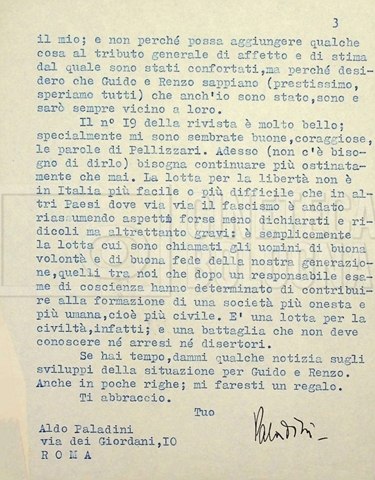 3
il mio; e non perché possa aggiungere qualche
cosa al tributo generale di affetto e di stima
dal quale sono stati confortati,ma perché desi-
dero che Guido e Renzo sappiano (prestissimo,
speriamo tutti) che anch'io sono stato,sono e
sarò sempre vicino a loro.
Il n° I9 della rivista è molto bello;
specialmente mi sono sembrate buone,coraggiose,
le parole di Pellizzari. Adesso (non c'è biso-
gno di dirlo) bisogna continuare più ostinata-
mente che mai. La lotta per la libertà non è
in Italia più facile o più difficile che in al-
tri Paesi dove via via il fascismo è andato
riassumendo aspetti forse meno dichiarati e ri-
dicoli ma altrettanto gravi: è semplicemente
la lotta cui sono chiamati gli uomini di buona
volontà e di buona fede della nostra generazio-
ne,quelli tra noi che dopo un responsabile esa-
me di coscienza hanno determinato di contribui-
re alla formazione di una società più onesta e
più umana,cioè più civile. E' una lotta per la
civiltà,infatti; e una battaglia che non deve
conoscere né arresi né disertori.
Se hai tempo,dammi qualche notizia sugli
sviluppi della situazione per Guido e Renzo.
Anche in poche righe; mi faresti un regalo.
Ti abbraccio.
Tuo
Aldo Paladini
Paladini
via dei Giordani,IO
R O M A